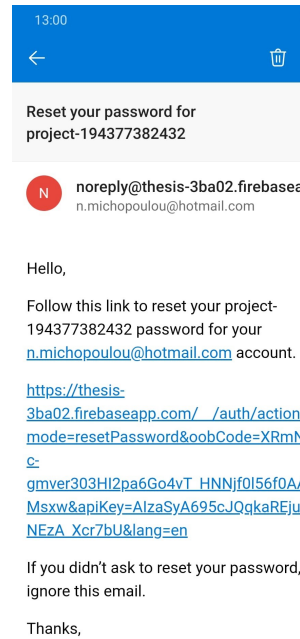 13:00
Reset your password for
project-194377382432
N
noreply@thesis-3ba02.firebasea
n.michopoulou@hotmail.com
Hello,
Follow this link to reset your project-
194377382432 password for your
n.michopoulou@hotmail.com account.
https://thesis-
3ba02.firebaseapp.com/__/auth/action
mode=resetPassword&oobCode=XRmN
c-
gmver303HI2pa6Go4vT_HNNjf0l56f0A
Msxw&apiKey=AIzaSyA695cJQqkaREju
NEzA_Xcr7bU&lang=en
If you didn't ask to reset your password,
ignore this email.
Thanks,